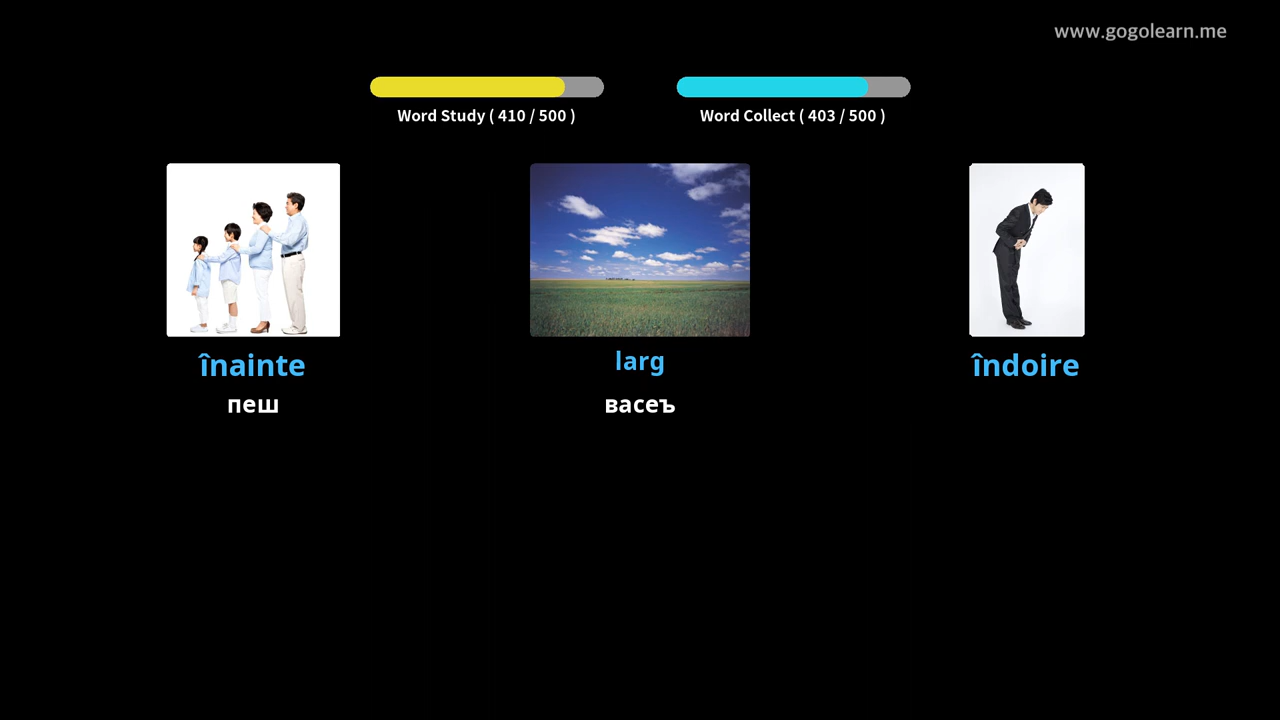 www.gogolearn.me
Word Study ( 410 / 500 )
Word Collect ( 403 / 500 )
înainte
larg
îndoire
пеш
васеъ